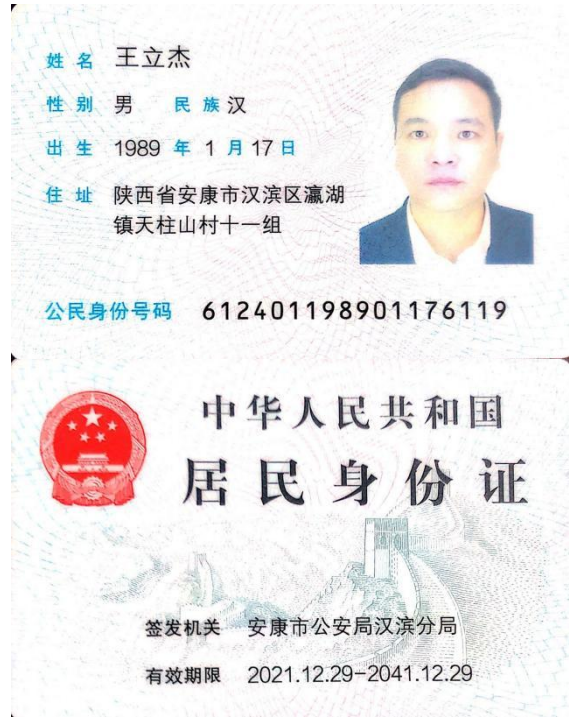 姓名 王立杰
性别 男 民族 汉
出生 1989 年 1 月 17 日
住址 陕西省安康市汉滨区瀛湖
镇天柱山村十一组
公民身份号码 612401198901176119
中华人民共和国
居民身份证
签发机关 安康市公安局汉滨分局
有效期限 2021.12.29-2041.12.29